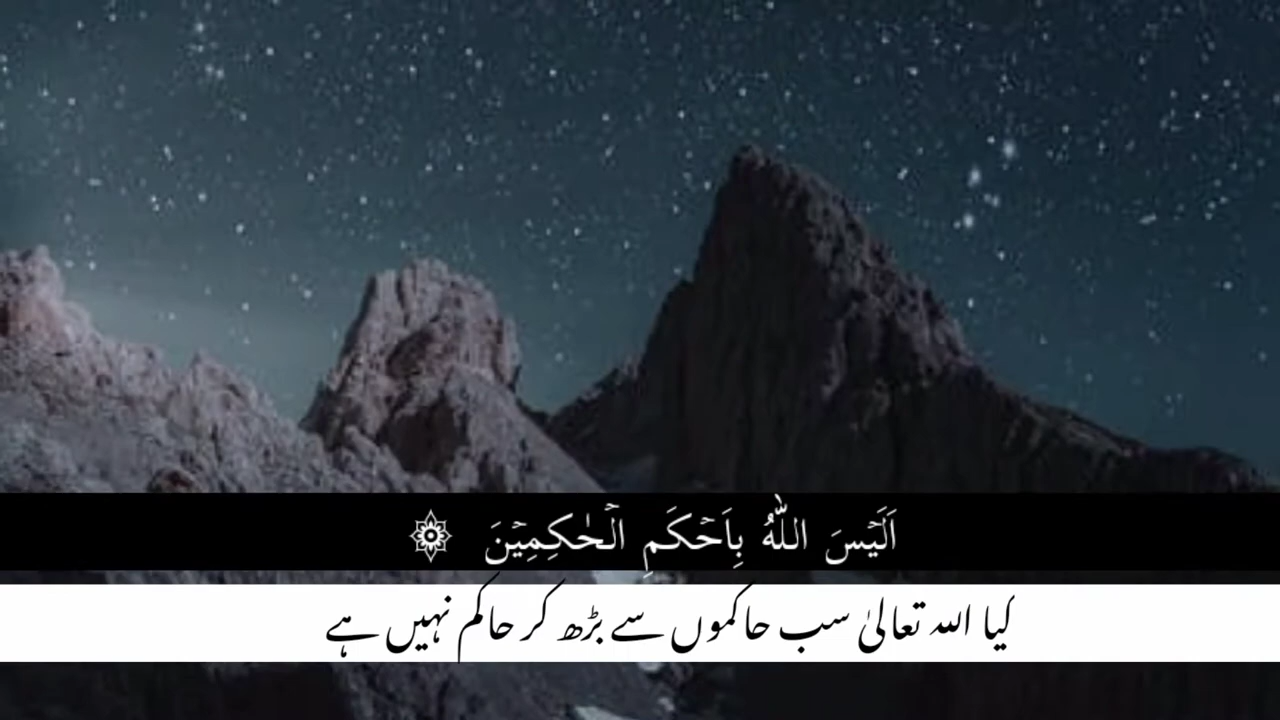 اَلَيۡسَ اللّٰهُ بِاَحۡكَمِ الۡحٰكِمِيۡنَ
کیا اللہ تعالیٰ سب حاکموں سے بڑھ کر حاکم نہیں ہے